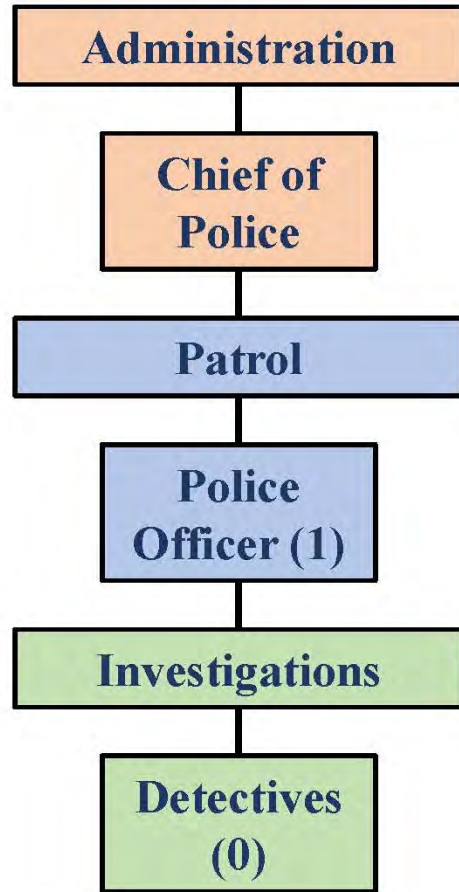 Administration
Chief of
Police
Patrol
Police
Officer (1)
Investigations
Detectives
(0)